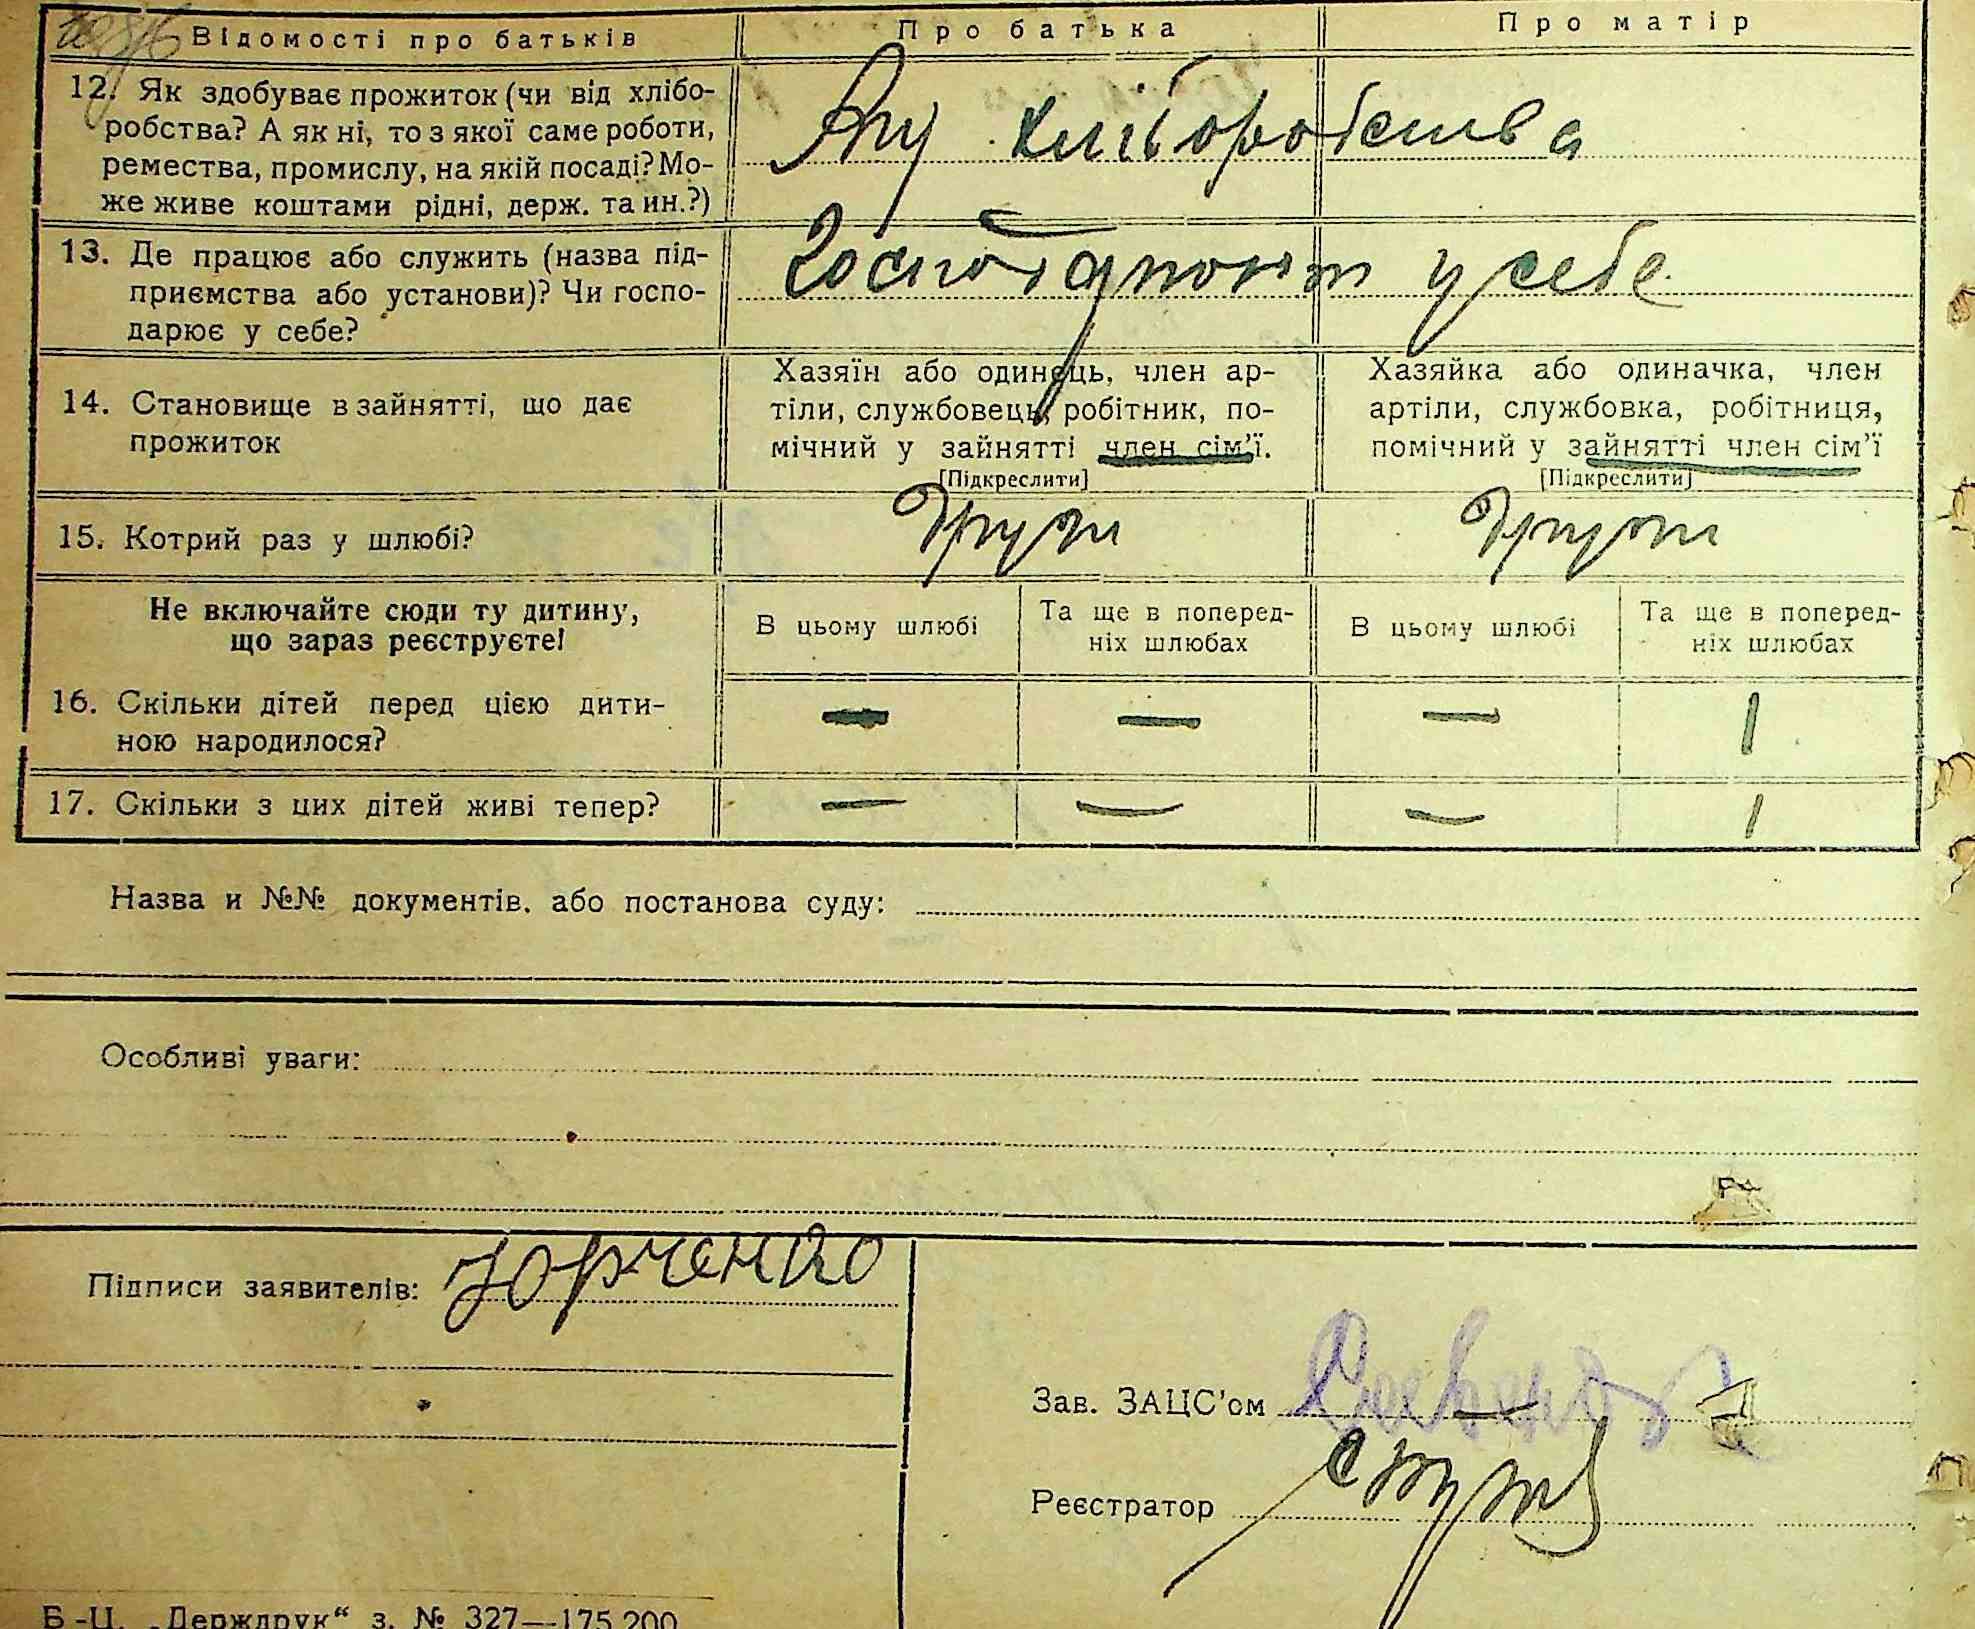 Відомості про батьків
Про батька
Про матір
12. Як здобуває прожиток (чи від хлібо-
робства? А як ні, то з якої саме роботи,
ремества, промислу, на якій посаді? Мо-
же живе коштами рідні, держ. та ин.?)
хліборобства
13. Де працює або служить (назва під-
приємства або установи)? Чи госпо-
дарює у себе?
у себе
14. Становище в зайнятті, що дає
прожиток
Хазяїн або одинець, член ар-
тіли, службовець, робітник, по-
мічний у зайнятті член сім'ї.
[Підкреслити]
Хазяйка або одиначка, член
артіли, службовка, робітниця,
помічний у зайнятті член сім'ї
[Підкреслити]
15. Котрий раз у шлюбі?
Не включайте сюди ту дитину,
що зараз реєструєте!
В цьому шлюбі
Та ще в поперед-
ніх шлюбах
В цьому шлюбі
Та ще в поперед-
ніх шлюбах
16. Скільки дітей перед цією дити-
ною народилося?
— — — 1
17. Скільки з цих дітей живі тепер?
— — — 1
Назва и №№ документів, або постанова суду:
Особливі уваги:
Підписи заявителів: Юрченко
Зав. ЗАЦС'ом
Реєстратор
Б-Ц. „Держдрук“ з. № 327—175.200